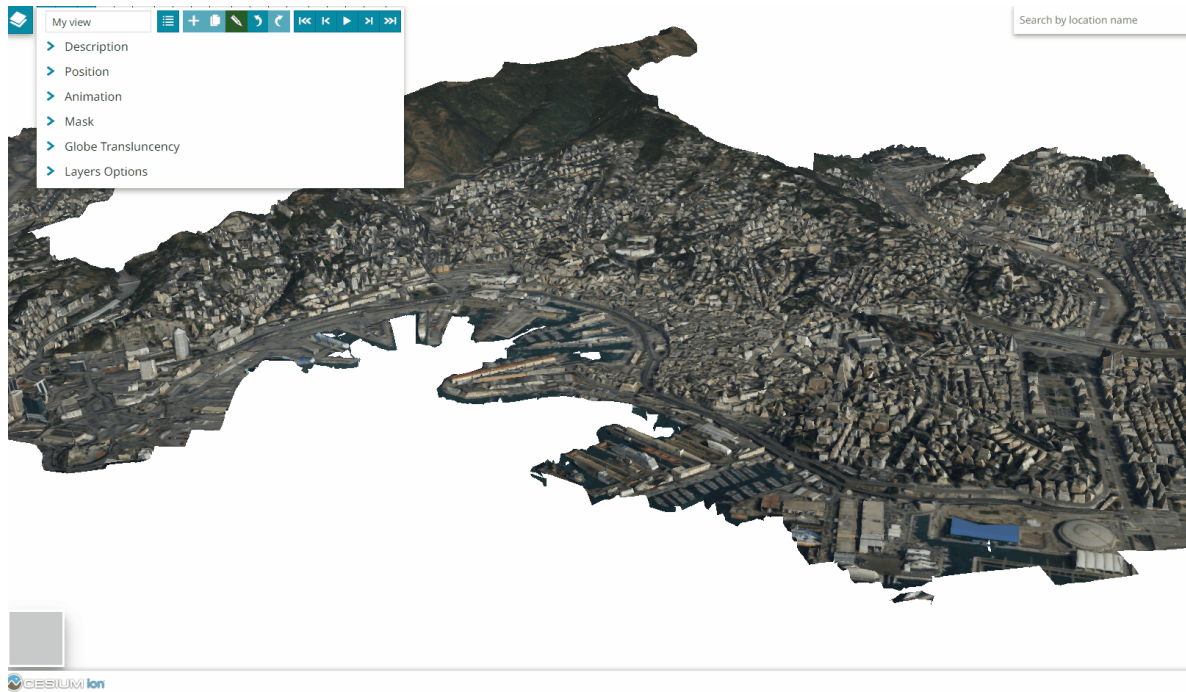 My view
Search by location name
Description
Position
Animation
Mask
Globe Transluncency
Layers Options
CESIUM ion